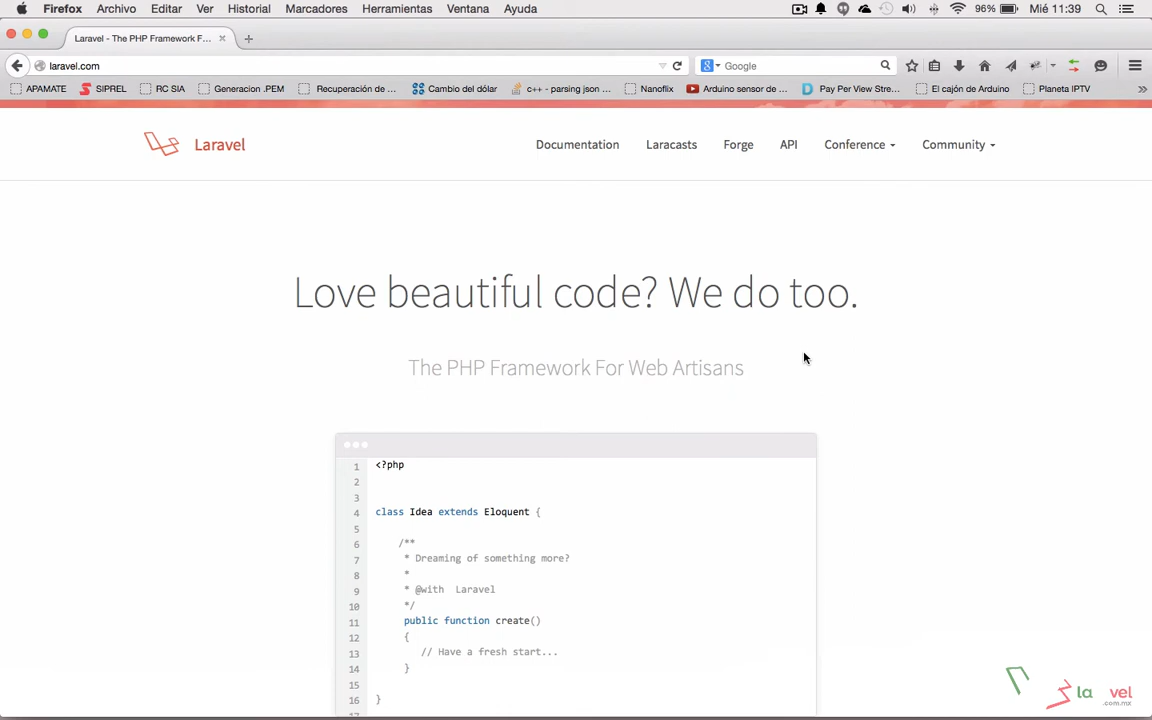 Firefox Archivo Editar Ver Historial Marcadores Herramientas Ventana Ayuda 96% Mié 11:39
Laravel - The PHP Framework F...
laravel.com Google
APAMATE SIPREL RC SIA Generacion .PEM Recuperación de ... Cambio del dólar c++ - parsing json ... Nanoflix Arduino sensor de ... Pay Per View Stre... El cajón de Arduino Planeta IPTV
Laravel Documentation Laracasts Forge API Conference Community
Love beautiful code? We do too.
The PHP Framework For Web Artisans
1 <?php
2
3
4 class Idea extends Eloquent {
5
6 /**
7 * Dreaming of something more?
8 *
9 * @with Laravel
10 */
11 public function create()
12 {
13 // Have a fresh start...
14 }
15
16 }
17
la vel
.com.mx